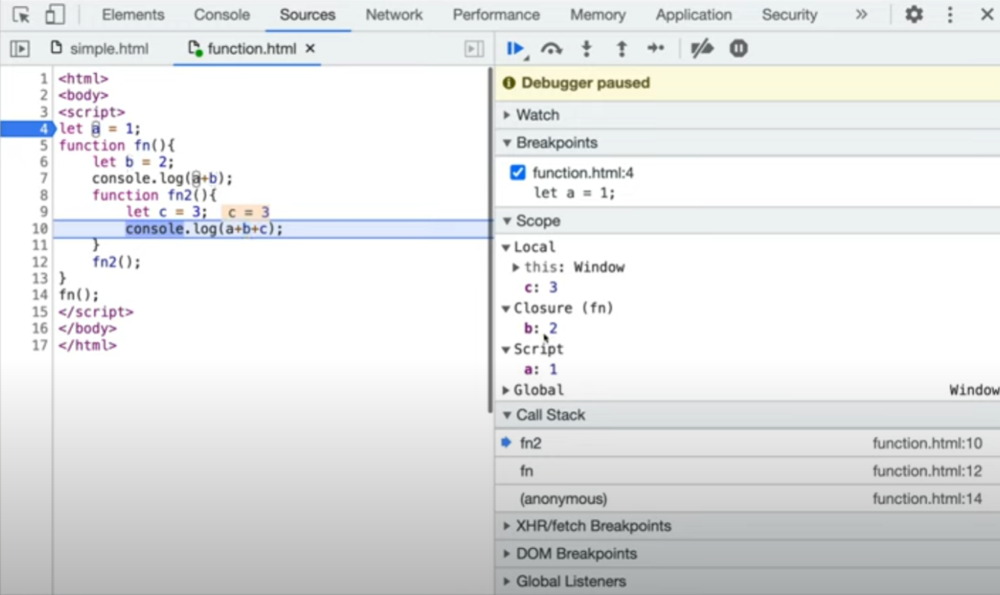 Elements Console Sources Network Performance Memory Application Security »
simple.html function.html ×
1 <html>
2 <body>
3 <script>
4 let a = 1;
5 function fn(){
6 let b = 2;
7 console.log(a+b);
8 function fn2(){
9 let c = 3; c = 3
10 console.log(a+b+c);
11 }
12 fn2();
13 }
14 fn();
15 </script>
16 </body>
17 </html>
Debugger paused
Watch
Breakpoints
function.html:4
let a = 1;
Scope
Local
this: Window
c: 3
Closure (fn)
b: 2
Script
a: 1
Global Window
Call Stack
fn2 function.html:10
fn function.html:12
(anonymous) function.html:14
XHR/fetch Breakpoints
DOM Breakpoints
Global Listeners